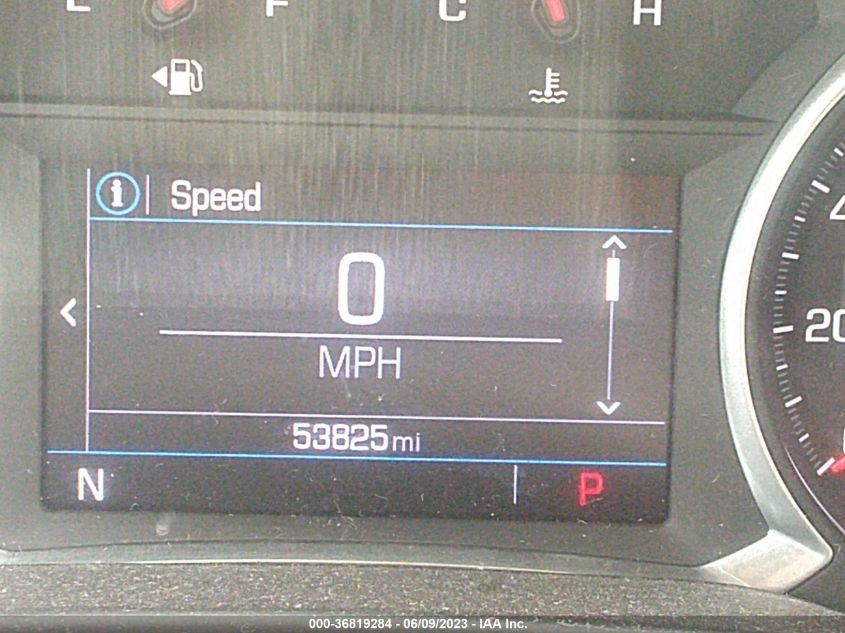 E F C H
i Speed
0
MPH
20
53825 mi
N P
000-36819284 - 06/09/2023 - IAA Inc.